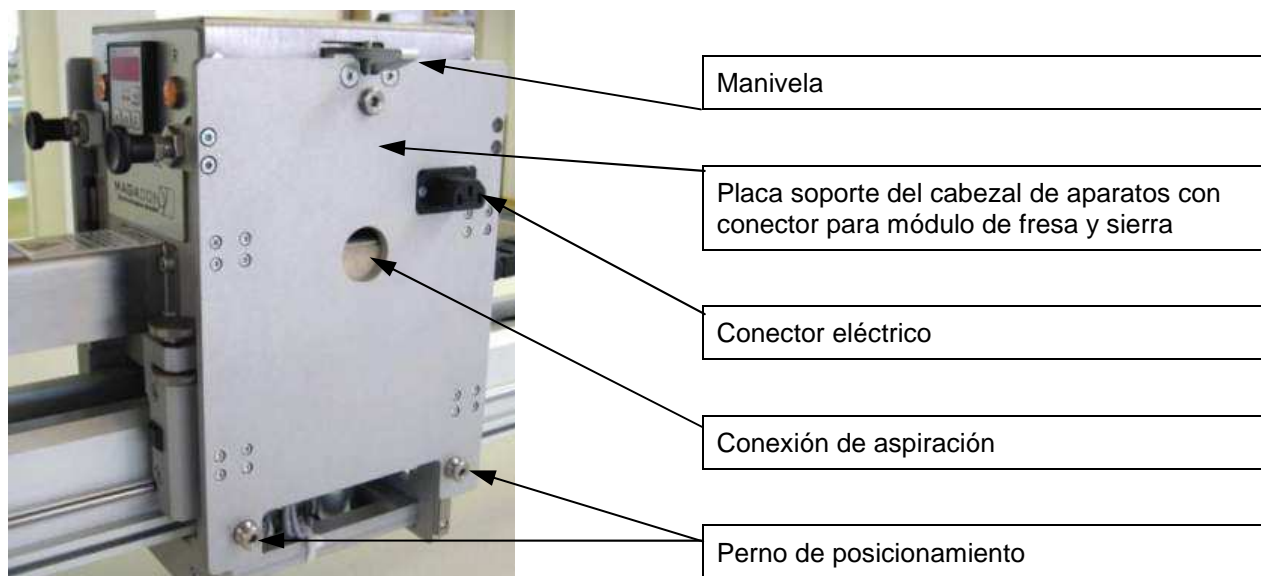 Manivela
Placa soporte del cabezal de aparatos con
conector para módulo de fresa y sierra
Conector eléctrico
Conexión de aspiración
Perno de posicionamiento